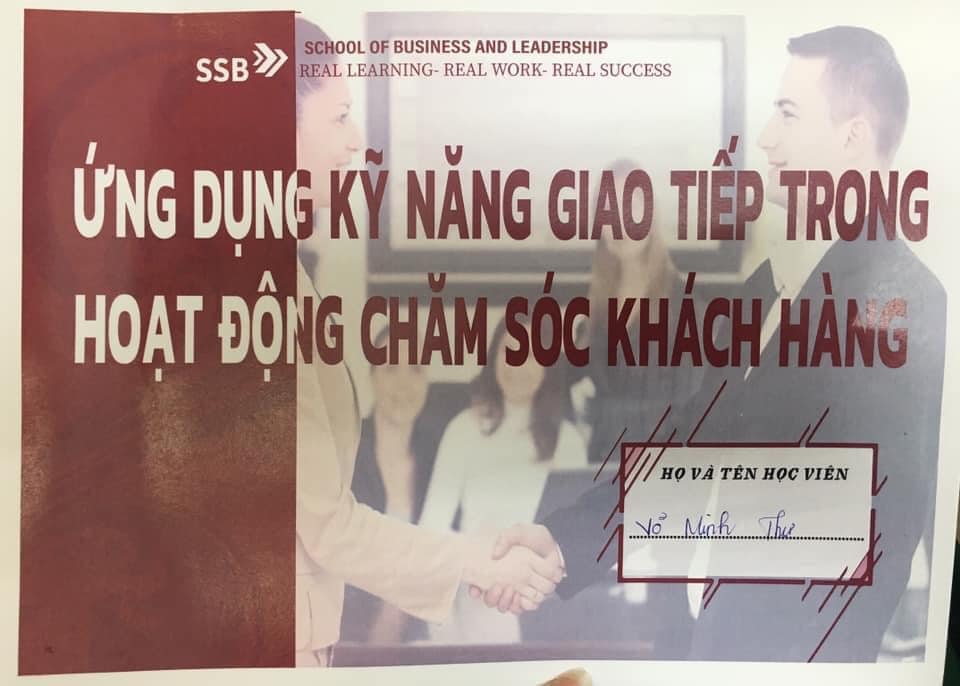 SSB
SCHOOL OF BUSINESS AND LEADERSHIP
REAL LEARNING- REAL WORK- REAL SUCCESS
ỨNG DỤNG KỸ NĂNG GIAO TIẾP TRONG
HOẠT ĐỘNG CHĂM SÓC KHÁCH HÀNG
HỌ VÀ TÊN HỌC VIÊN
Võ Minh Thư